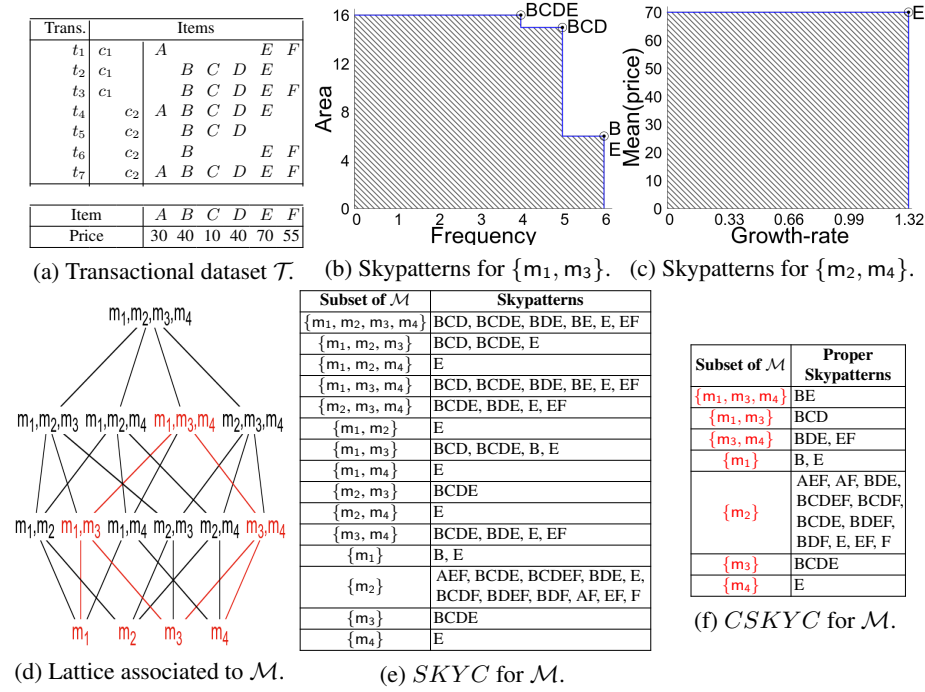 Trans. Items
t1 c1 A E F
t2 c1 B C D E
t3 c1 B C D E F
t4 c2 A B C D E
t5 c2 B C D
t6 c2 B E F
t7 c2 A B C D E F
Item A B C D E F
Price 30 40 10 40 70 55
(a) Transactional dataset T.
16
12
8
4
0
Area
BCDE
BCD
B
E
0 1 2 3 4 5 6
Frequency
(b) Skypatterns for {m1, m3}.
70
60
50
40
30
20
10
0
Mean(price)
E
0 0.33 0.66 0.99 1.32
Growth-rate
(c) Skypatterns for {m2, m4}.
m1,m2,m3,m4
m1,m2,m3 m1,m2,m4 m1,m3,m4 m2,m3,m4
m1,m2 m1,m3 m1,m4 m2,m3 m2,m4 m3,m4
m1 m2 m3 m4
(d) Lattice associated to M.
Subset of M Skypatterns
{m1, m2, m3, m4} BCD, BCDE, BDE, BE, E, EF
{m1, m2, m3} BCD, BCDE, E
{m1, m2, m4} E
{m1, m3, m4} BCD, BCDE, BDE, BE, E, EF
{m2, m3, m4} BCDE, BDE, E, EF
{m1, m2} E
{m1, m3} BCD, BCDE, B, E
{m1, m4} E
{m2, m3} BCDE
{m2, m4} E
{m3, m4} BCDE, BDE, E, EF
{m1} B, E
{m2} AEF, BCDE, BCDEF, BDE, E,
BCDF, BDEF, BDF, AF, EF, F
{m3} BCDE
{m4} E
(e) SKYC for M.
Subset of M Proper
Skypatterns
{m1, m3, m4} BE
{m1, m3} BCD
{m3, m4} BDE, EF
{m1} B, E
{m2} AEF, AF, BDE,
BCDEF, BCDF,
BCDE, BDEF,
BDF, E, EF, F
{m3} BCDE
{m4} E
(f) CSKYC for M.